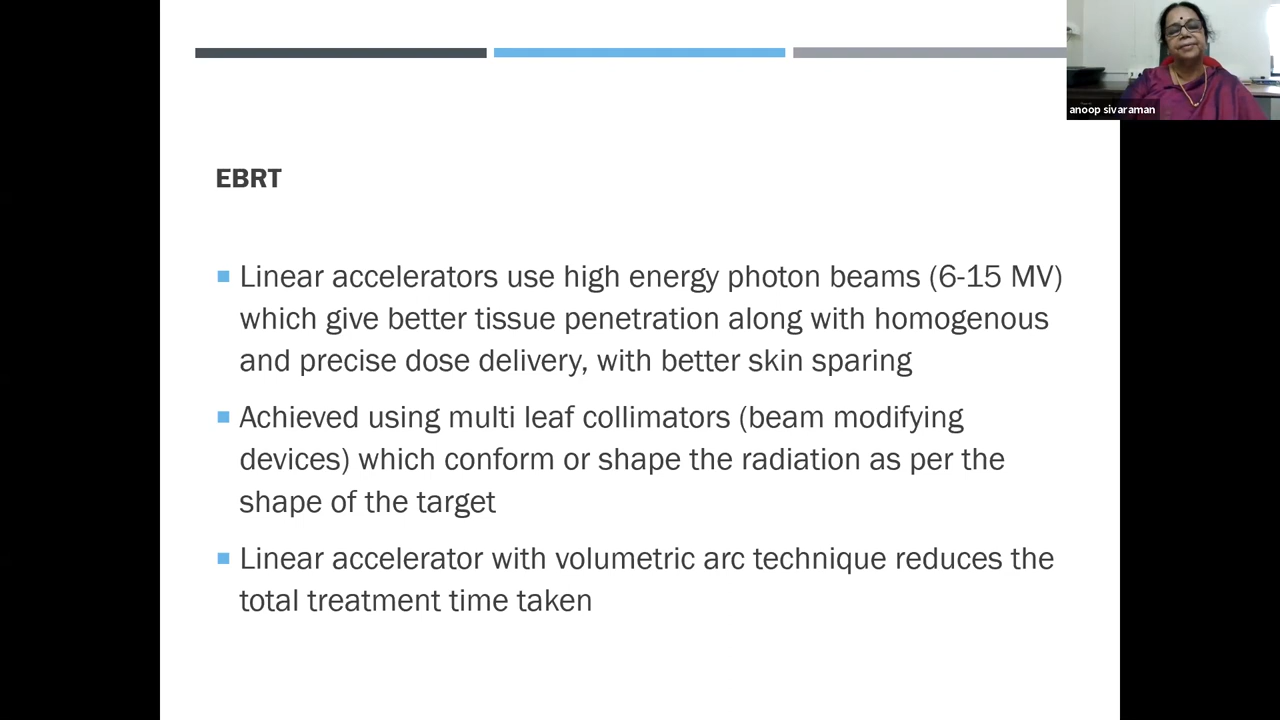 anoop sivaraman
EBRT
Linear accelerators use high energy photon beams (6-15 MV)
which give better tissue penetration along with homogenous
and precise dose delivery, with better skin sparing
Achieved using multi leaf collimators (beam modifying
devices) which conform or shape the radiation as per the
shape of the target
Linear accelerator with volumetric arc technique reduces the
total treatment time taken